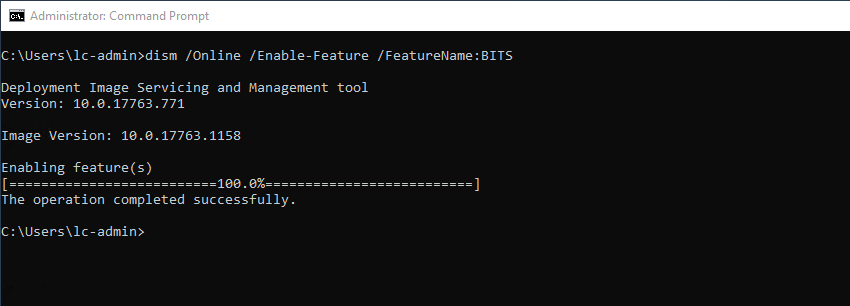 Administrator: Command Prompt
C:\Users\lc-admin>dism /Online /Enable-Feature /FeatureName:BITS
Deployment Image Servicing and Management tool
Version: 10.0.17763.771
Image Version: 10.0.17763.1158
Enabling feature(s)
[==========================100.0%==========================]
The operation completed successfully.
C:\Users\lc-admin>